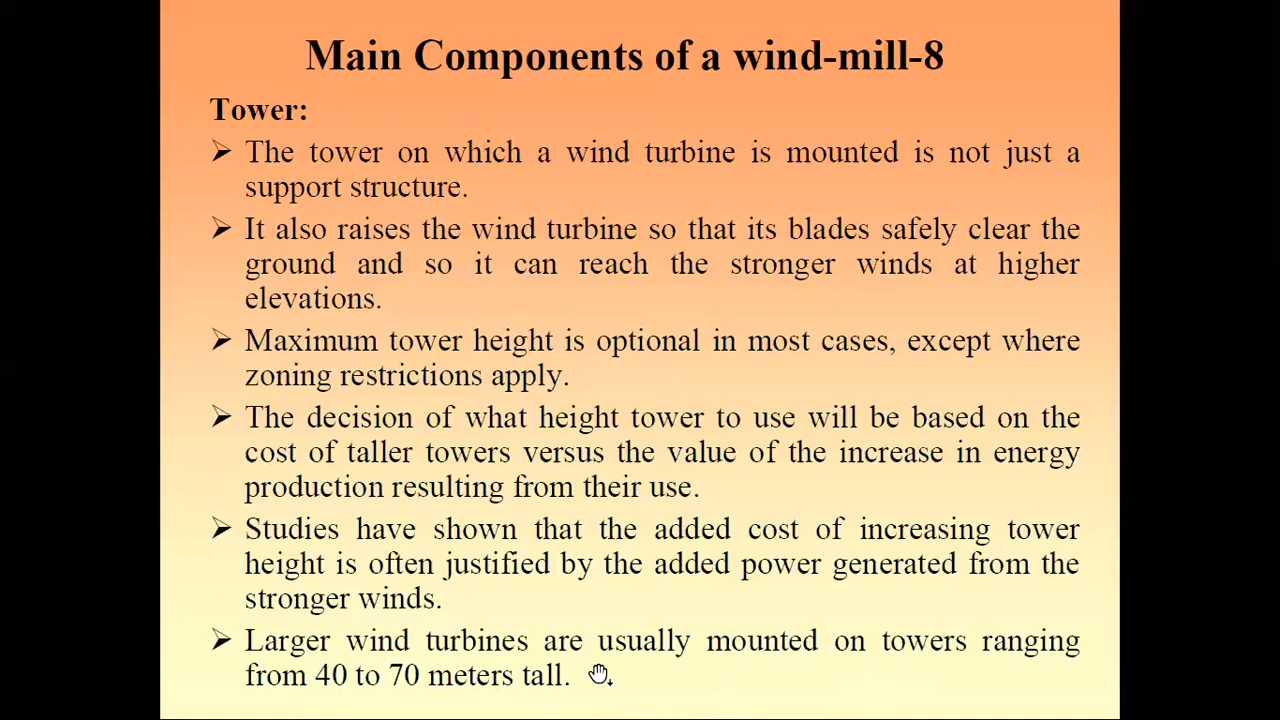 Main Components of a wind-mill-8
Tower:
➢ The tower on which a wind turbine is mounted is not just a
support structure.
➢ It also raises the wind turbine so that its blades safely clear the
ground and so it can reach the stronger winds at higher
elevations.
➢ Maximum tower height is optional in most cases, except where
zoning restrictions apply.
➢ The decision of what height tower to use will be based on the
cost of taller towers versus the value of the increase in energy
production resulting from their use.
➢ Studies have shown that the added cost of increasing tower
height is often justified by the added power generated from the
stronger winds.
➢ Larger wind turbines are usually mounted on towers ranging
from 40 to 70 meters tall.